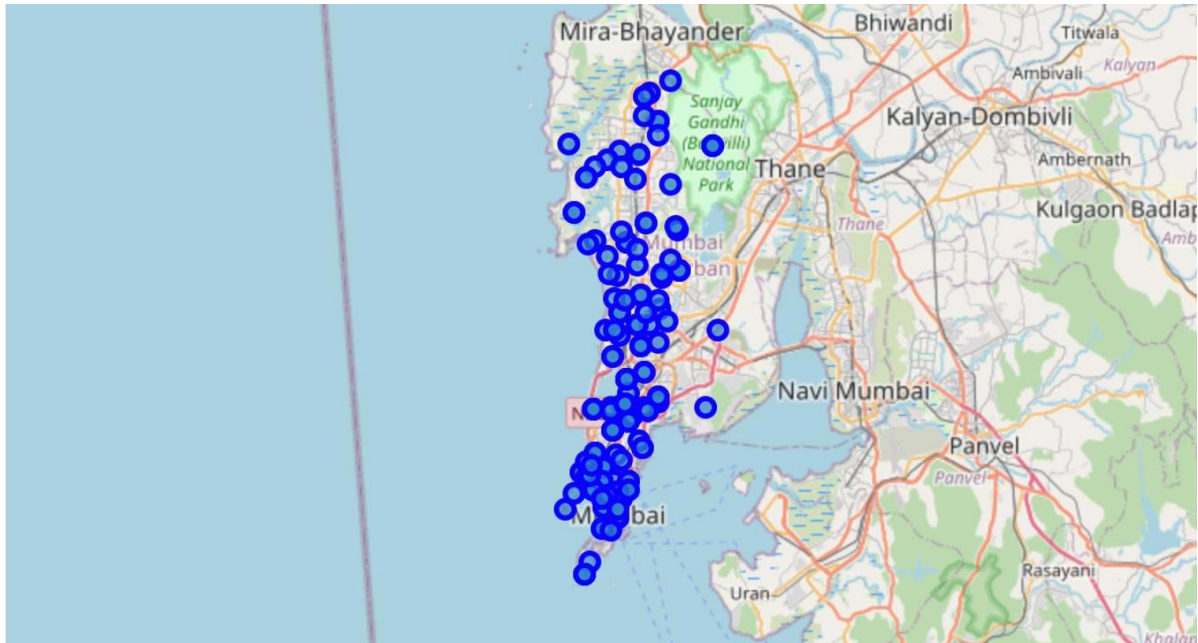 Mira-Bhayander
Bhiwandi
Titwala
Ambivali
Kalyan
Sanjay
Gandhi
National
Park
Kalyan-Dombivli
Ambernath
Thane
Kulgaon Badlap
Thane
Mumbai
Navi Mumbai
Panvel
Panvel
Rasayani
Uran
Khalap